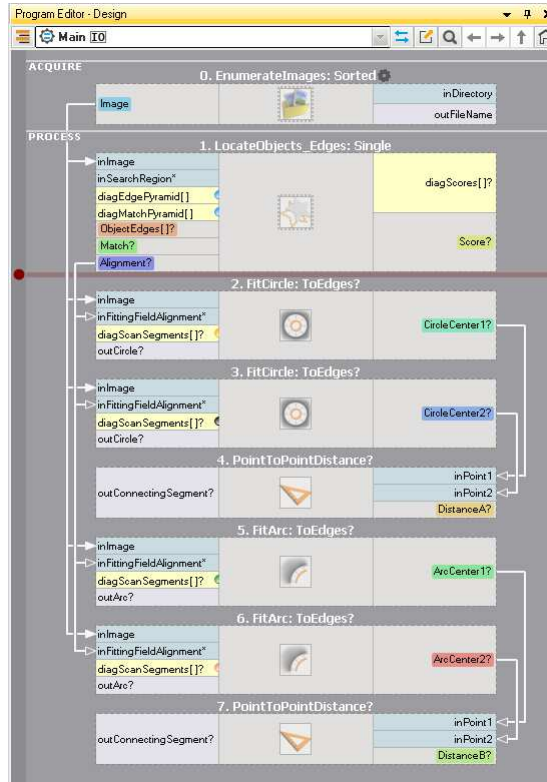 Program Editor - Design
Main IO
ACQUIRE
0. EnumerateImages: Sorted
Image
inDirectory
outFileName
PROCESS
1. LocateObjects_Edges: Single
inImage
inSearchRegion*
diagEdgePyramid[]
diagMatchPyramid[]
ObjectEdges[]?
Match?
Alignment?
diagScores[]?
Score?
2. FitCircle: ToEdges?
inImage
inFittingFieldAlignment*
diagScanSegments[]?
outCircle?
CircleCenter1?
3. FitCircle: ToEdges?
inImage
inFittingFieldAlignment*
diagScanSegments[]?
outCircle?
CircleCenter2?
4. PointToPointDistance?
outConnectingSegment?
inPoint1
inPoint2
DistanceA?
5. FitArc: ToEdges?
inImage
inFittingFieldAlignment*
diagScanSegments[]?
outArc?
ArcCenter1?
6. FitArc: ToEdges?
inImage
inFittingFieldAlignment*
diagScanSegments[]?
outArc?
ArcCenter2?
7. PointToPointDistance?
outConnectingSegment?
inPoint1
inPoint2
DistanceB?